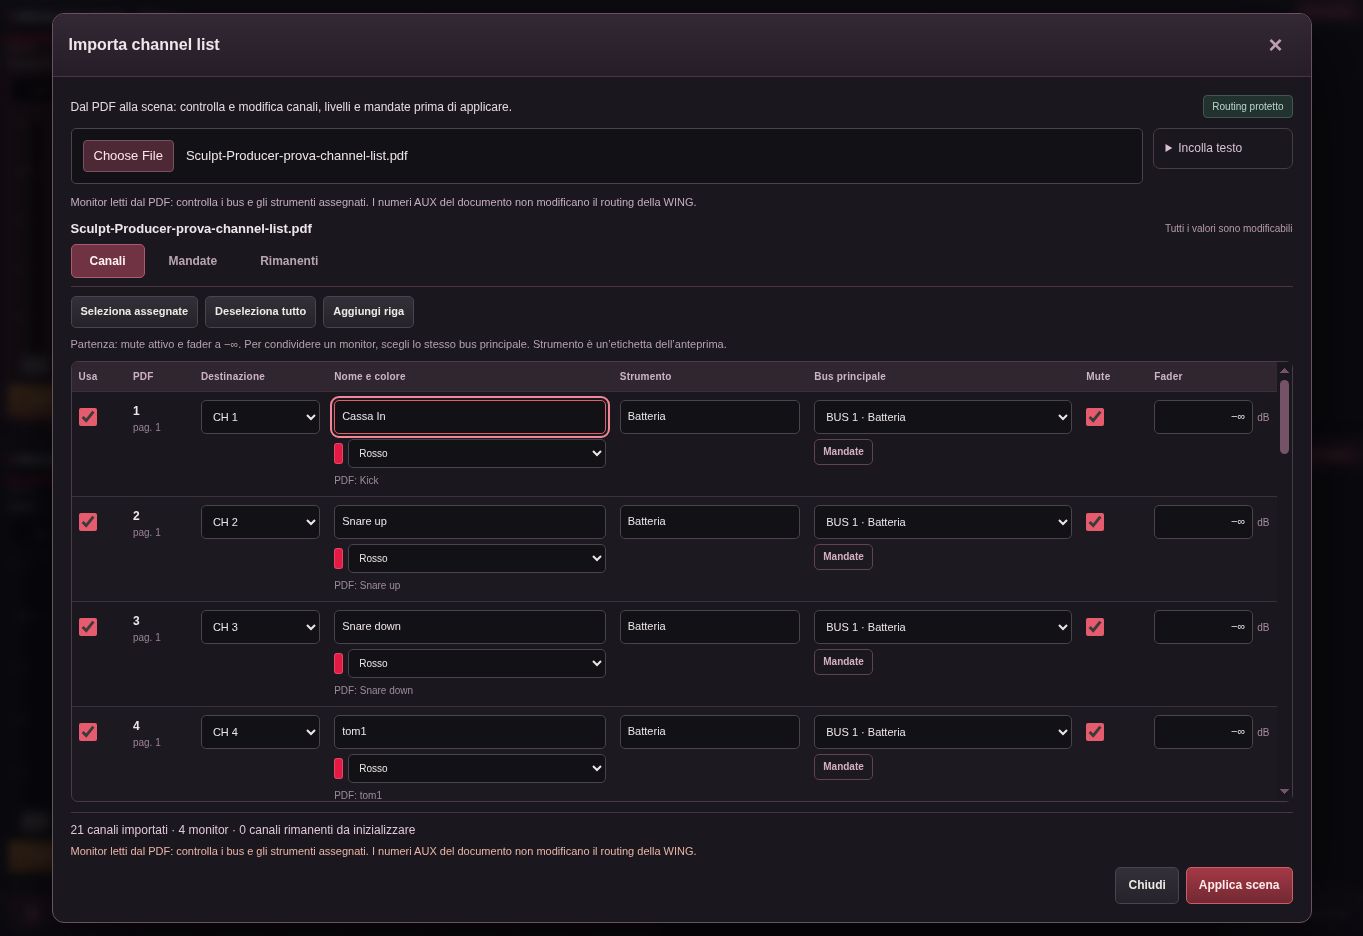 Importa channel list
×
Dal PDF alla scena: controlla e modifica canali, livelli e mandate prima di applicare.
Routing protetto
Choose File Sculpt-Producer-prova-channel-list.pdf
▶ Incolla testo
Monitor letti dal PDF: controlla i bus e gli strumenti assegnati. I numeri AUX del documento non modificano il routing della WING.
Sculpt-Producer-prova-channel-list.pdf
Tutti i valori sono modificabili
Canali Mandate Rimanenti
Seleziona assegnate Deseleziona tutto Aggiungi riga
Partenza: mute attivo e fader a −∞. Per condividere un monitor, scegli lo stesso bus principale. Strumento è un'etichetta dell'anteprima.
Usa PDF Destinazione Nome e colore Strumento Bus principale Mute Fader
1 CH 1 Cassa In Batteria BUS 1 · Batteria −∞ dB
pag. 1
Rosso Mandate
PDF: Kick
2 CH 2 Snare up Batteria BUS 1 · Batteria −∞ dB
pag. 1
Rosso Mandate
PDF: Snare up
3 CH 3 Snare down Batteria BUS 1 · Batteria −∞ dB
pag. 1
Rosso Mandate
PDF: Snare down
4 CH 4 tom1 Batteria BUS 1 · Batteria −∞ dB
pag. 1
Rosso Mandate
PDF: tom1
21 canali importati · 4 monitor · 0 canali rimanenti da inizializzare
Monitor letti dal PDF: controlla i bus e gli strumenti assegnati. I numeri AUX del documento non modificano il routing della WING.
Chiudi Applica scena